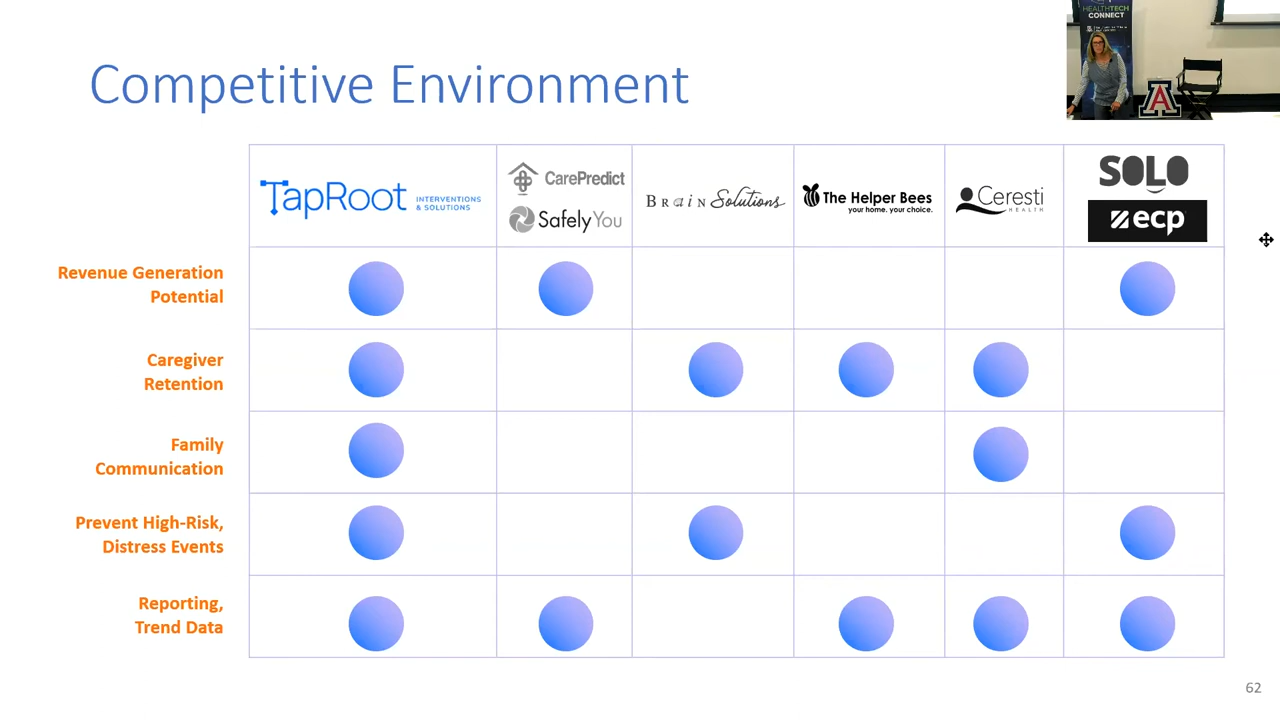 HEALTHTECH
CONNECT
A
Competitive Environment
TapRoot INTERVENTIONS
& SOLUTIONS
CarePredict
SafelyYou
BRaiN Solutions
The Helper Bees
your home. your choice.
Ceresti
HEALTH
SOLO
ecp
Revenue Generation
Potential
Caregiver
Retention
Family
Communication
Prevent High-Risk,
Distress Events
Reporting,
Trend Data
62